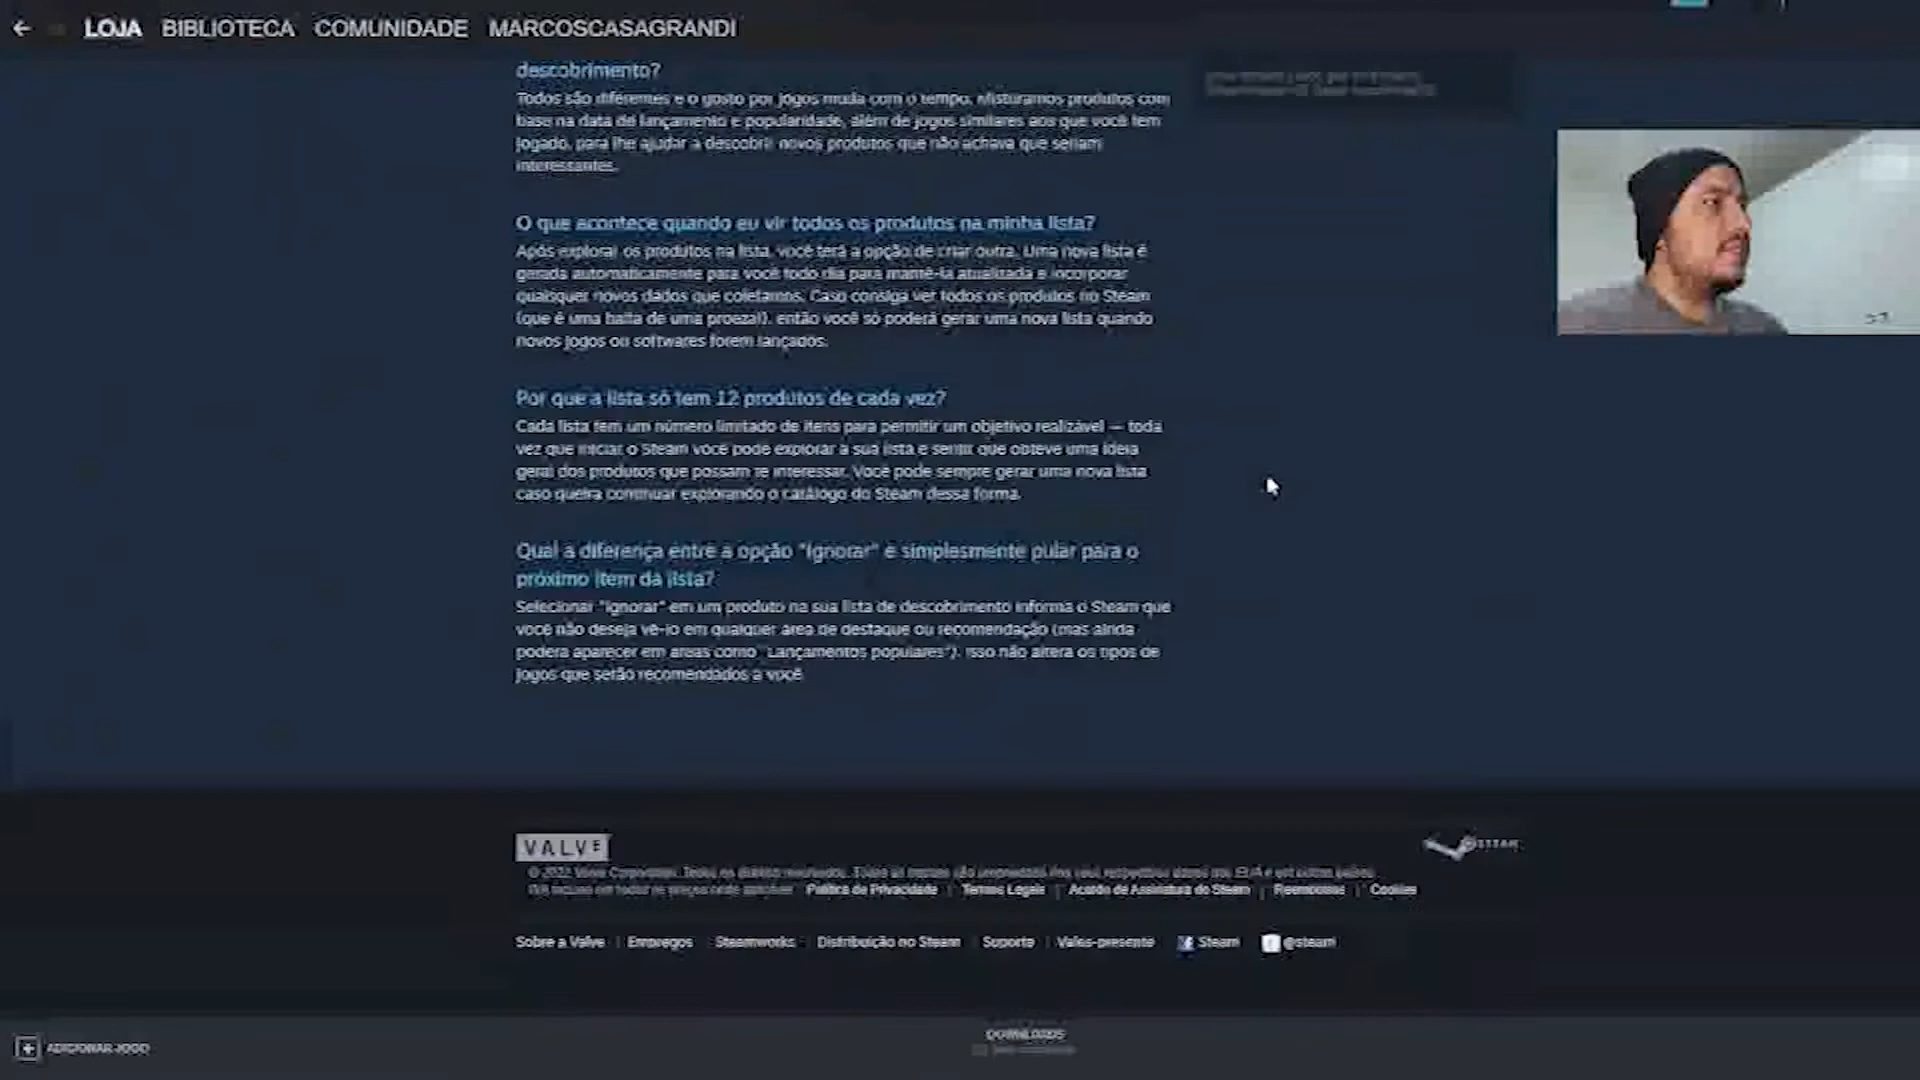 LOJA BIBLIOTECA COMUNIDADE MARCOSCASAGRANDI
descobrimento?
Todos são diferentes e o gosto por jogos muda com o tempo. Misturamos produtos com
base na data de lançamento e popularidade, além de jogos similares aos que você tem
jogado, para lhe ajudar a descobrir novos produtos que não achava que seriam
interessantes.
O que acontece quando eu vir todos os produtos na minha lista?
Após explorar os produtos na lista, você terá a opção de criar outra. Uma nova lista é
gerada automaticamente para você todo dia para mantê-la atualizada e incorporar
quaisquer novos dados que coletamos. Caso consiga ver todos os produtos no Steam
(que é uma baita de uma proeza!), então você só poderá gerar uma nova lista quando
novos jogos ou softwares forem lançados.
Por que a lista só tem 12 produtos de cada vez?
Cada lista tem um número limitado de itens para permitir um objetivo realizável — toda
vez que iniciar o Steam você pode explorar a sua lista e sentir que obteve uma ideia
geral dos produtos que possam te interessar. Você pode sempre gerar uma nova lista
caso queira continuar explorando o catálogo do Steam dessa forma.
Qual a diferença entre a opção "Ignorar" e simplesmente pular para o
próximo item da lista?
Selecionar "Ignorar" em um produto na sua lista de descobrimento informa o Steam que
você não deseja vê-lo em qualquer área de destaque ou recomendação (mas ainda
poderá aparecer em áreas como "Lançamentos populares"). Isso não altera os tipos de
jogos que serão recomendados a você.
VALVE
STEAM
Valve Corporation. Todos os direitos reservados.
Política de Privacidade | Termos Legais | Acordo de Assinatura do Steam | Reembolsos | Cookies
Sobre a Valve | Empregos | Steamworks | Distribuição no Steam | Suporte | Vales-presente | Steam | @steam
DOWNLOADS
ADICIONAR JOGO